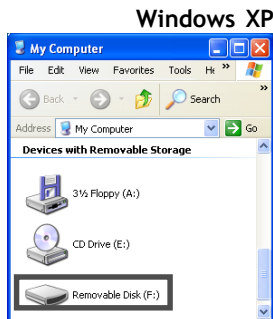 Windows XP
My Computer
File Edit View Favorites Tools He »
Back Search »
Address My Computer Go
Devices with Removable Storage
3½ Floppy (A:)
CD Drive (E:)
Removable Disk (F:)